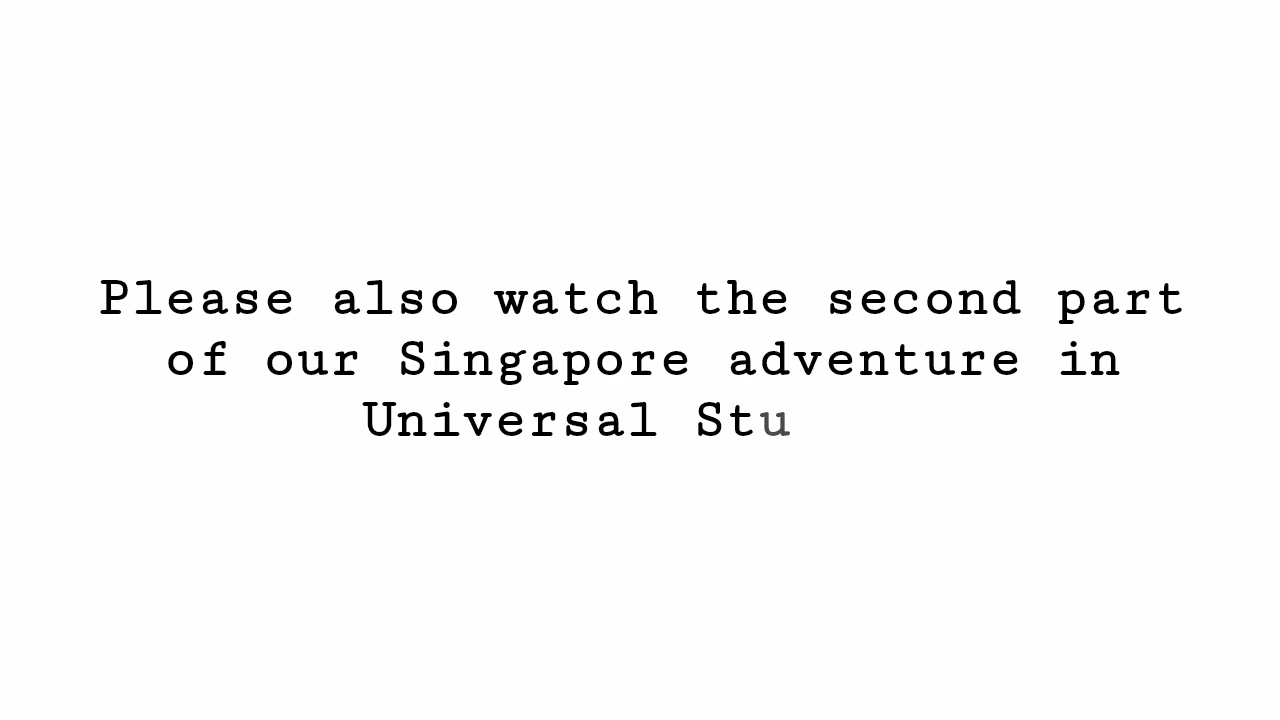 Please also watch the second part
of our Singapore adventure in
Universal Stu